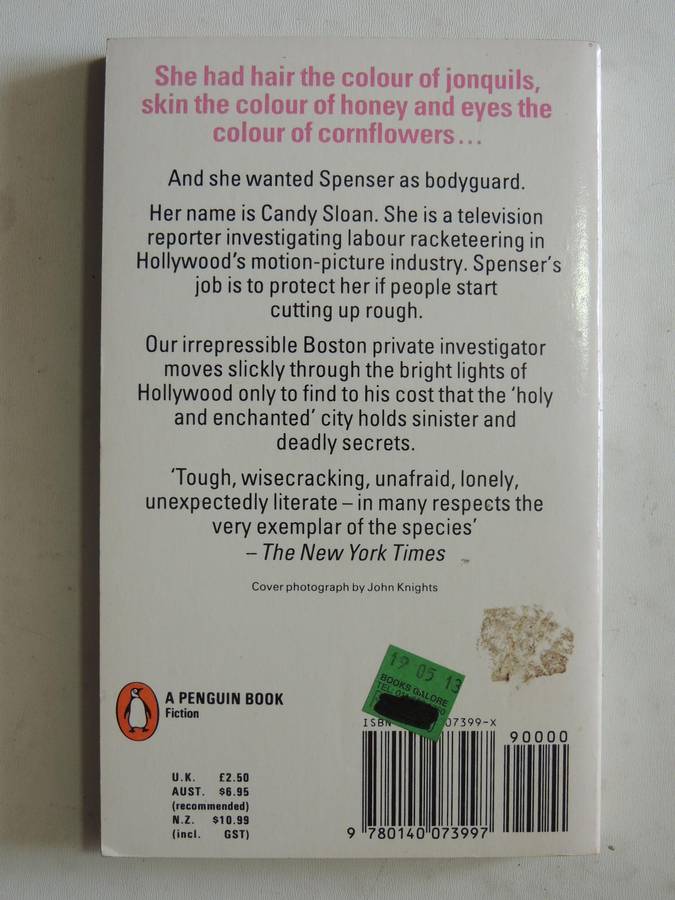 She had hair the colour of jonquils,
skin the colour of honey and eyes the
colour of cornflowers...
And she wanted Spenser as bodyguard.
Her name is Candy Sloan. She is a television
reporter investigating labour racketeering in
Hollywood's motion-picture industry. Spenser's
job is to protect her if people start
cutting up rough.
Our irrepressible Boston private investigator
moves slickly through the bright lights of
Hollywood only to find to his cost that the 'holy
and enchanted' city holds sinister and
deadly secrets.
'Tough, wisecracking, unafraid, lonely,
unexpectedly literate – in many respects the
very exemplar of the species'
– The New York Times
Cover photograph by John Knights
19 05 13
BOOKS GALORE
TEL:
A PENGUIN BOOK
Fiction
ISBN 07399-X
90000
U.K. £2.50
AUST. $6.95
(recommended)
N.Z. $10.99
(incl. GST)
9 780140 073997